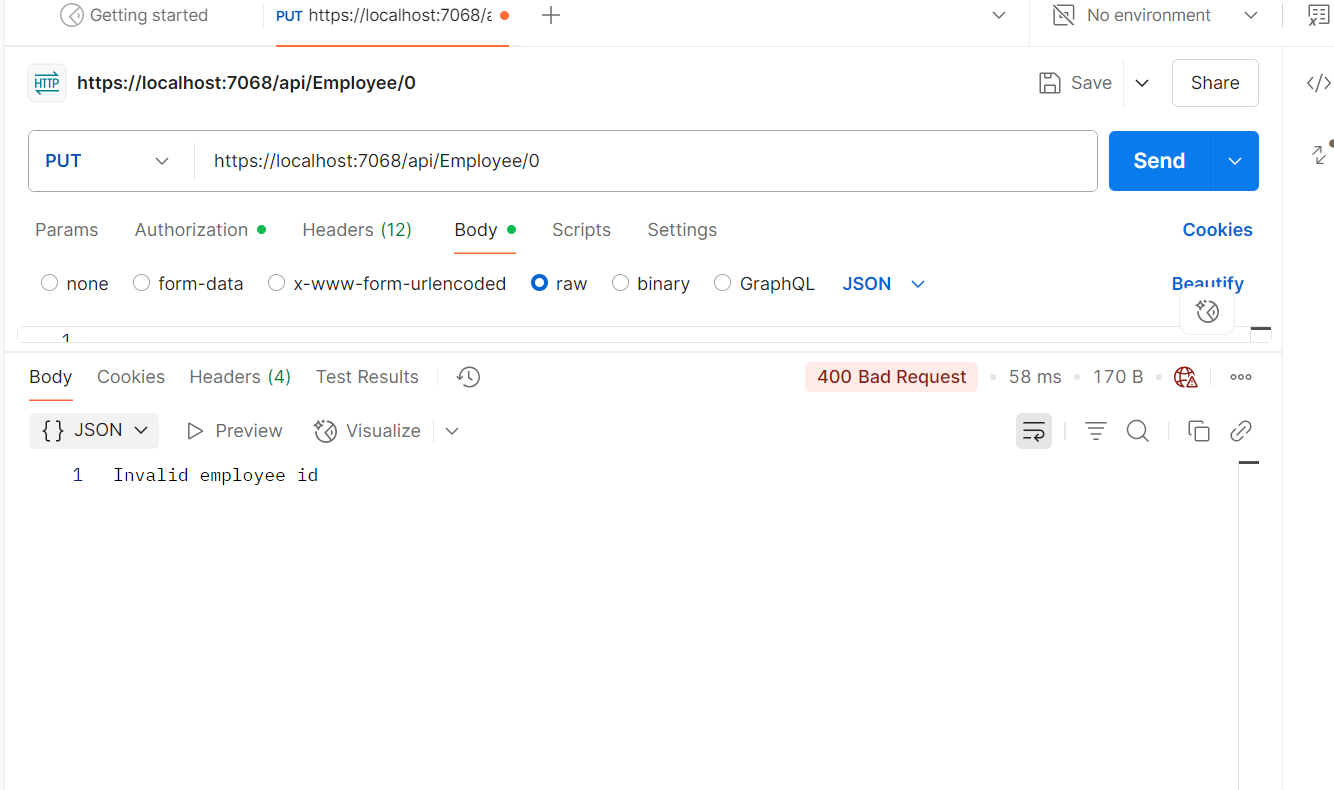 Getting started
PUT https://localhost:7068/a
No environment
HTTP https://localhost:7068/api/Employee/0
Save
Share
PUT
https://localhost:7068/api/Employee/0
Send
Params Authorization Headers (12) Body Scripts Settings Cookies
none form-data x-www-form-urlencoded raw binary GraphQL JSON Beautify
1
Body Cookies Headers (4) Test Results 400 Bad Request 58 ms 170 B
{} JSON Preview Visualize
1 Invalid employee id